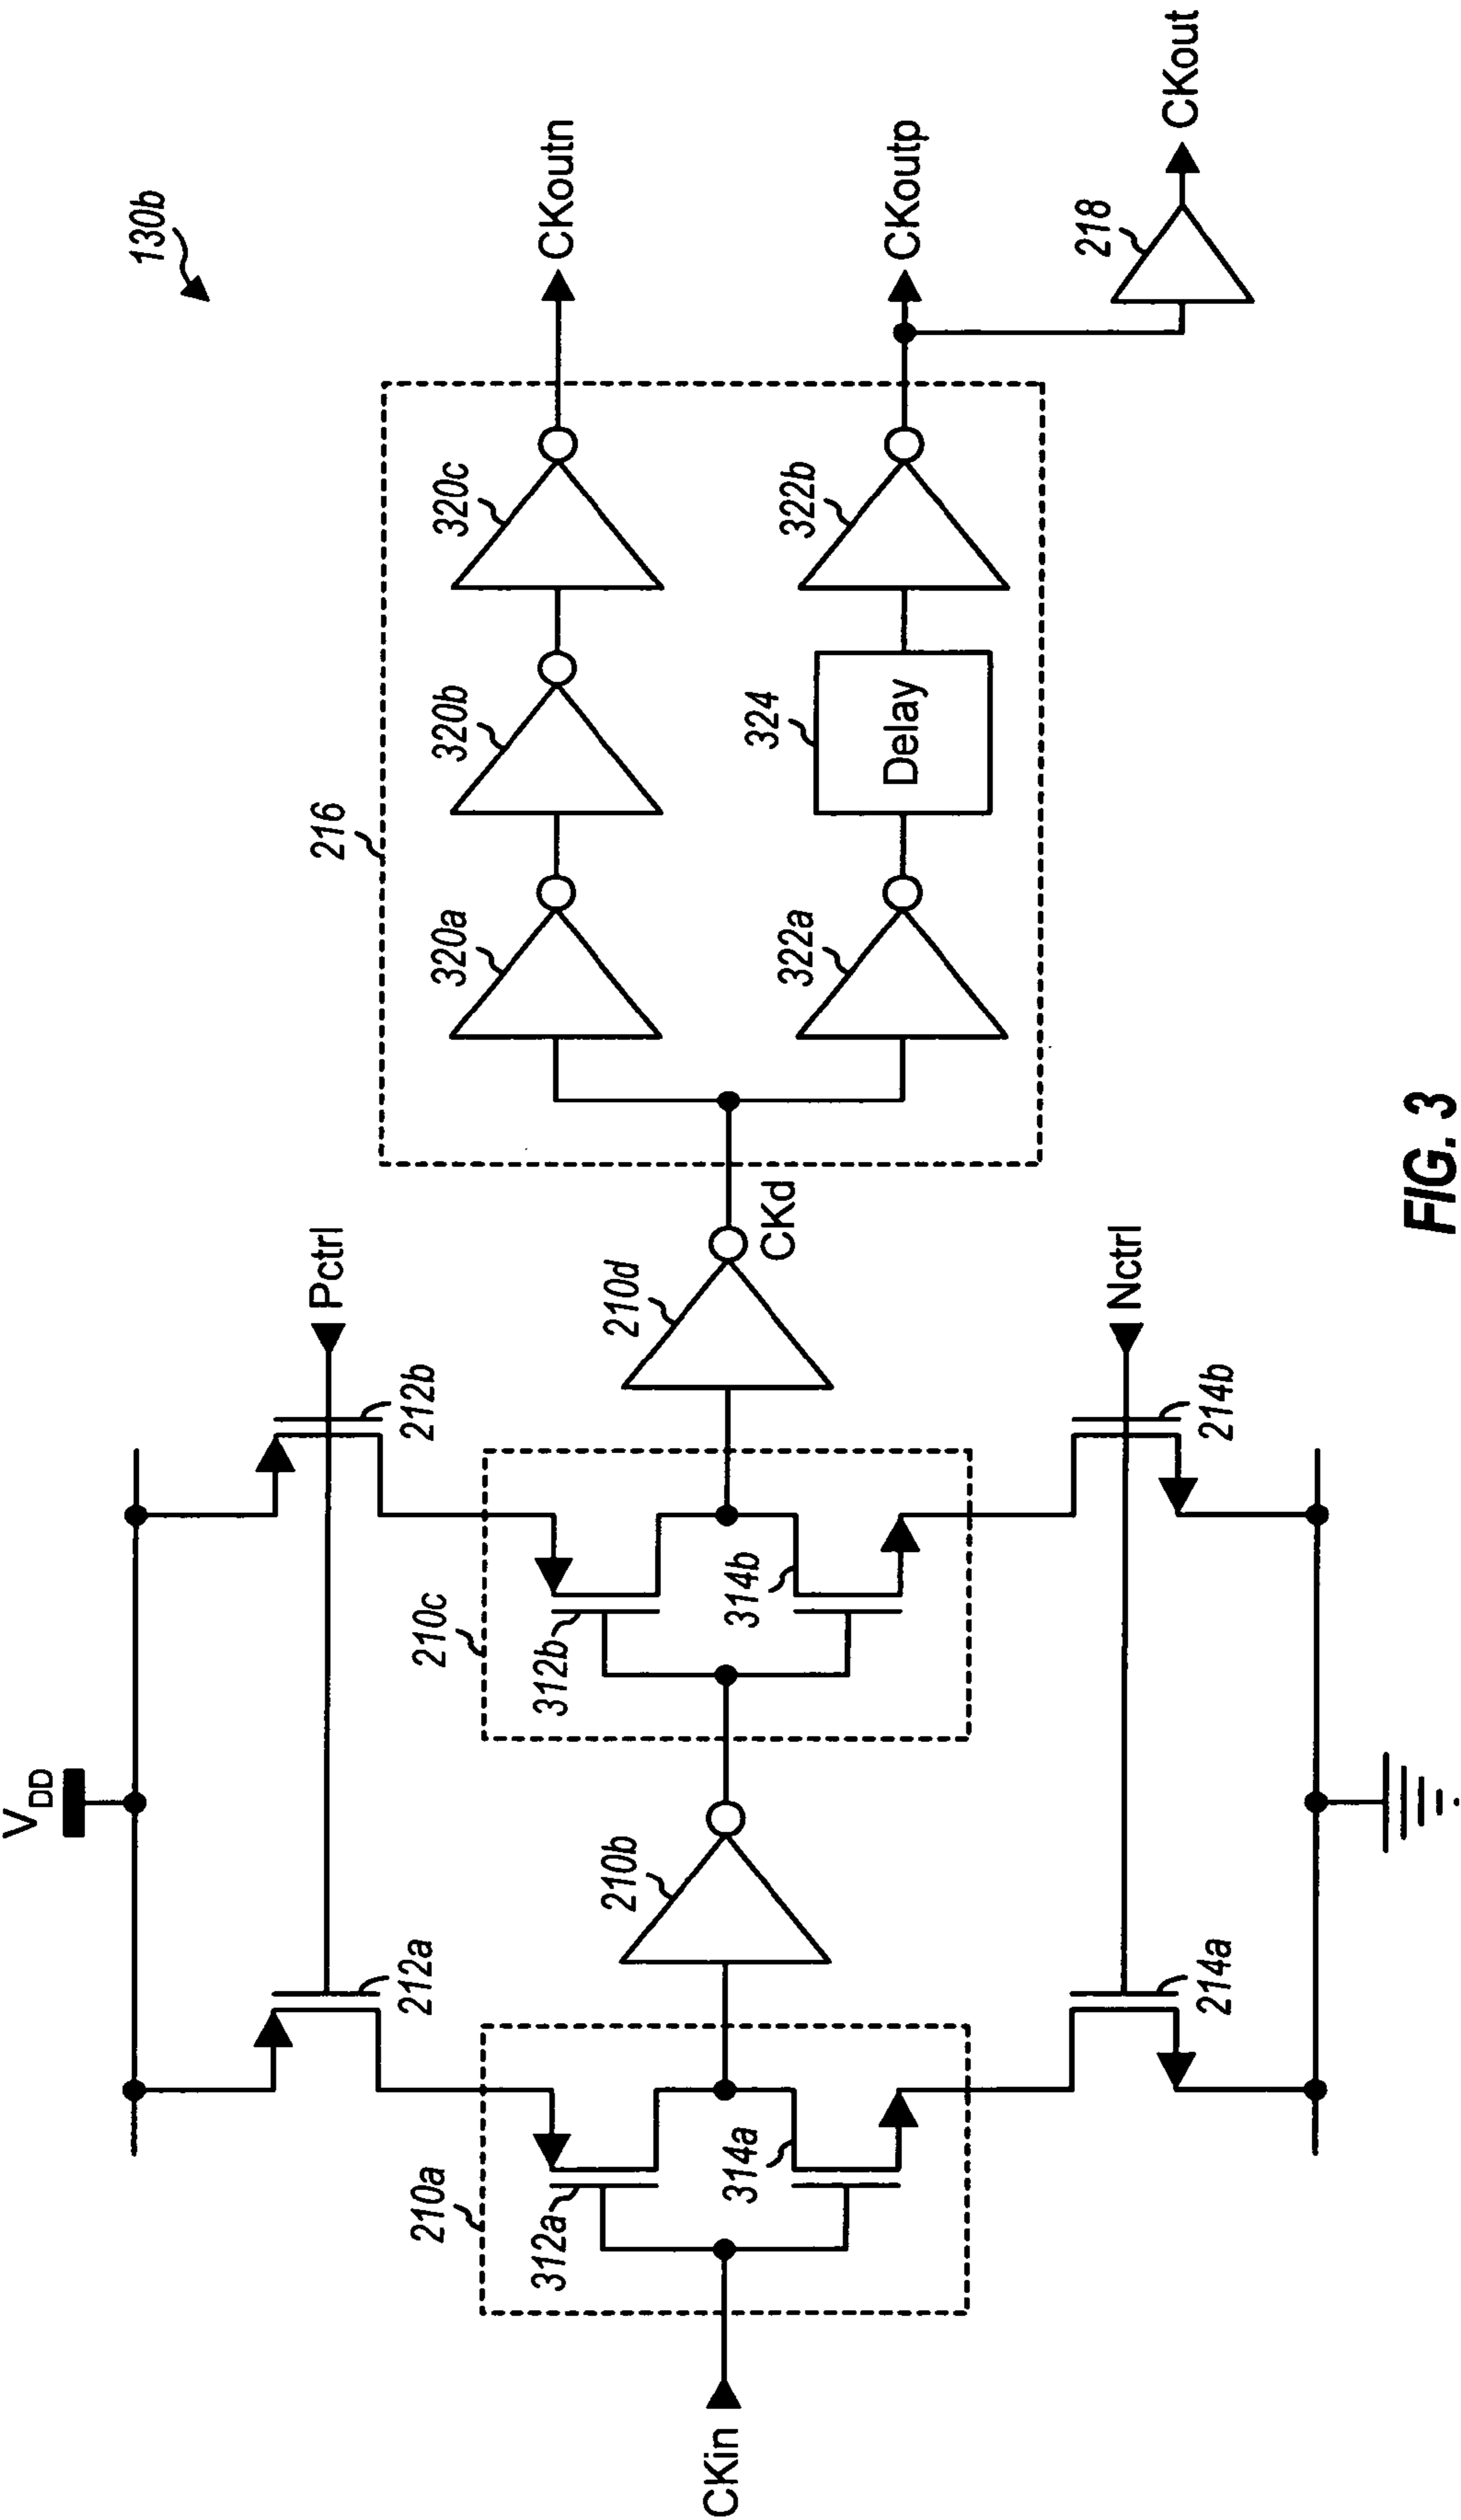 130b
V_DD
Pctrl
212a
212b
216
320a
320b
320c
CKoutn
210a
312a
314a
210b
210c
312b
314b
210d
CKin
CKd
322a
324
Delay
322b
CKoutp
218
CKout
214a
214b
Nctrl
FIG. 3